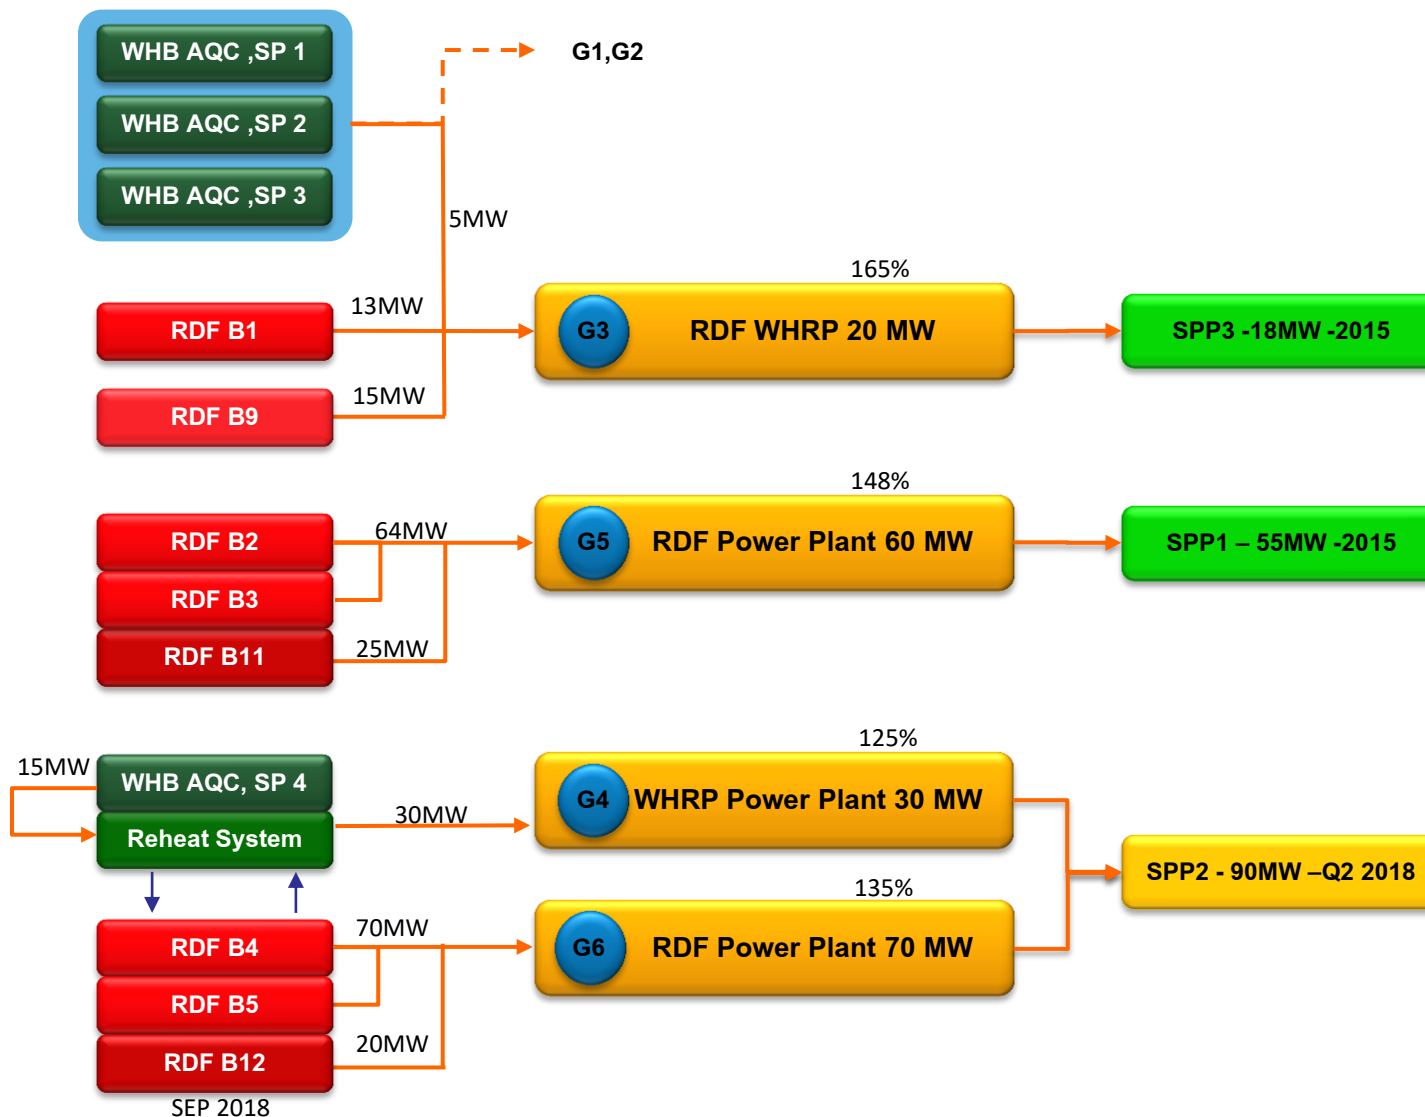 WHB AQC ,SP 1
G1,G2
WHB AQC ,SP 2
WHB AQC ,SP 3
5MW
165%
13MW
RDF B1
G3
RDF WHRP 20 MW
SPP3 -18MW -2015
15MW
RDF B9
148%
64MW
RDF B2
G5
RDF Power Plant 60 MW
SPP1 – 55MW -2015
RDF B3
RDF B11
25MW
125%
15MW
WHB AQC, SP 4
G4
WHRP Power Plant 30 MW
30MW
Reheat System
SPP2 - 90MW –Q2 2018
135%
70MW
RDF B4
G6
RDF Power Plant 70 MW
RDF B5
20MW
RDF B12
SEP 2018